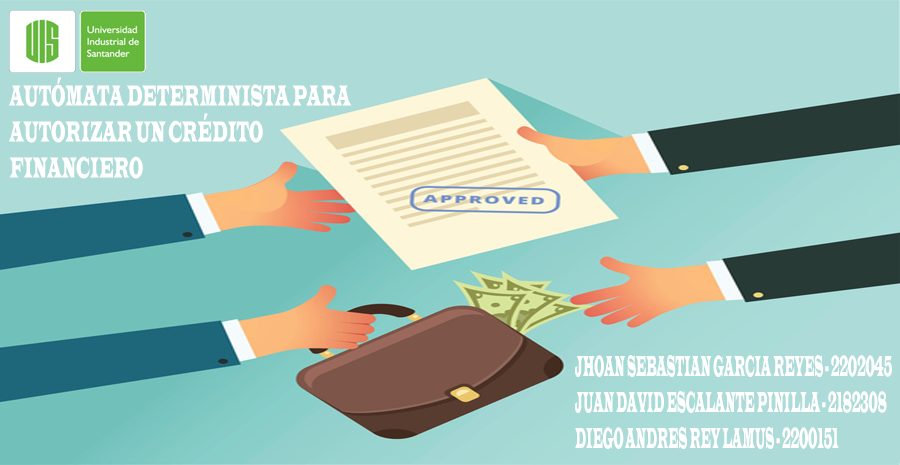 UIS
Universidad
Industrial de
Santander
AUTÓMATA DETERMINISTA PARA
AUTORIZAR UN CRÉDITO
FINANCIERO
APPROVED
JHOAN SEBASTIAN GARCIA REYES - 2202045
JUAN DAVID ESCALANTE PINILLA - 2182308
DIEGO ANDRES REY LAMUS - 2200151